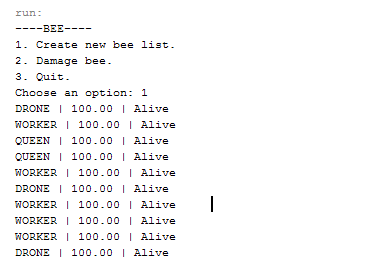 run:
----BEE----
1. Create new bee list.
2. Damage bee.
3. Quit.
Choose an option: 1
DRONE | 100.00 | Alive
WORKER | 100.00 | Alive
QUEEN | 100.00 | Alive
QUEEN | 100.00 | Alive
WORKER | 100.00 | Alive
DRONE | 100.00 | Alive
WORKER | 100.00 | Alive
WORKER | 100.00 | Alive
WORKER | 100.00 | Alive
DRONE | 100.00 | Alive